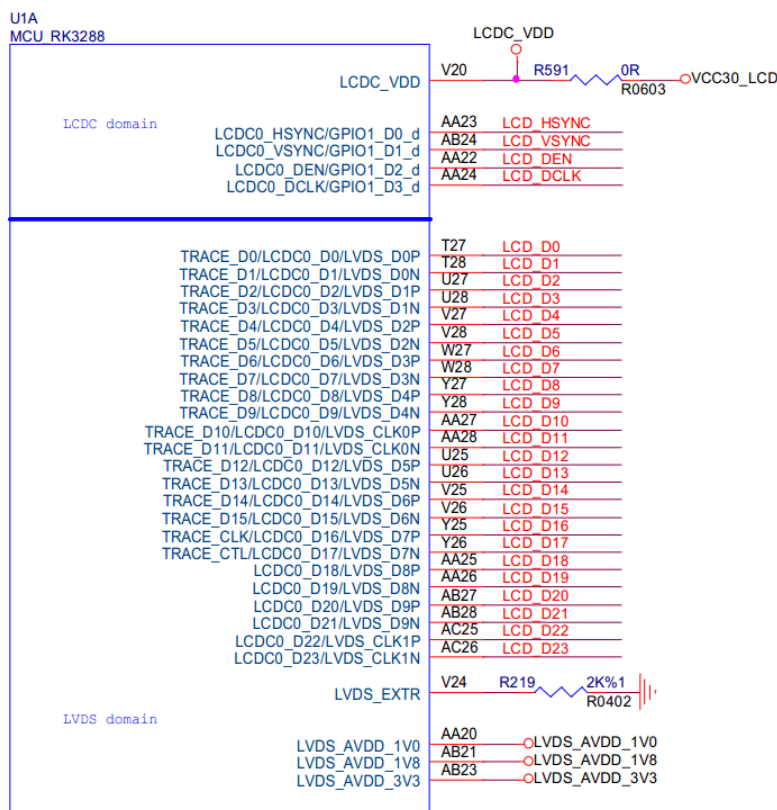 U1A
MCU_RK3288
LCDC_VDD
LCDC_VDD V20 R591 0R VCC30_LCD
R0603
LCDC domain
LCDC0_HSYNC/GPIO1_D0_d AA23 LCD_HSYNC
LCDC0_VSYNC/GPIO1_D1_d AB24 LCD_VSYNC
LCDC0_DEN/GPIO1_D2_d AA22 LCD_DEN
LCDC0_DCLK/GPIO1_D3_d AA24 LCD_DCLK
TRACE_D0/LCDC0_D0/LVDS_D0P T27 LCD_D0
TRACE_D1/LCDC0_D1/LVDS_D0N T28 LCD_D1
TRACE_D2/LCDC0_D2/LVDS_D1P U27 LCD_D2
TRACE_D3/LCDC0_D3/LVDS_D1N U28 LCD_D3
TRACE_D4/LCDC0_D4/LVDS_D2P V27 LCD_D4
TRACE_D5/LCDC0_D5/LVDS_D2N V28 LCD_D5
TRACE_D6/LCDC0_D6/LVDS_D3P W27 LCD_D6
TRACE_D7/LCDC0_D7/LVDS_D3N W28 LCD_D7
TRACE_D8/LCDC0_D8/LVDS_D4P Y27 LCD_D8
TRACE_D9/LCDC0_D9/LVDS_D4N Y28 LCD_D9
TRACE_D10/LCDC0_D10/LVDS_CLK0P AA27 LCD_D10
TRACE_D11/LCDC0_D11/LVDS_CLK0N AA28 LCD_D11
TRACE_D12/LCDC0_D12/LVDS_D5P U25 LCD_D12
TRACE_D13/LCDC0_D13/LVDS_D5N U26 LCD_D13
TRACE_D14/LCDC0_D14/LVDS_D6P V25 LCD_D14
TRACE_D15/LCDC0_D15/LVDS_D6N V26 LCD_D15
TRACE_CLK/LCDC0_D16/LVDS_D7P Y25 LCD_D16
TRACE_CTL/LCDC0_D17/LVDS_D7N Y26 LCD_D17
LCDC0_D18/LVDS_D8P AA25 LCD_D18
LCDC0_D19/LVDS_D8N AA26 LCD_D19
LCDC0_D20/LVDS_D9P AB27 LCD_D20
LCDC0_D21/LVDS_D9N AB28 LCD_D21
LCDC0_D22/LVDS_CLK1P AC25 LCD_D22
LCDC0_D23/LVDS_CLK1N AC26 LCD_D23
LVDS_EXTR V24 R219 2K%1
R0402
LVDS domain
LVDS_AVDD_1V0 AA20 LVDS_AVDD_1V0
LVDS_AVDD_1V8 AB21 LVDS_AVDD_1V8
LVDS_AVDD_3V3 AB23 LVDS_AVDD_3V3